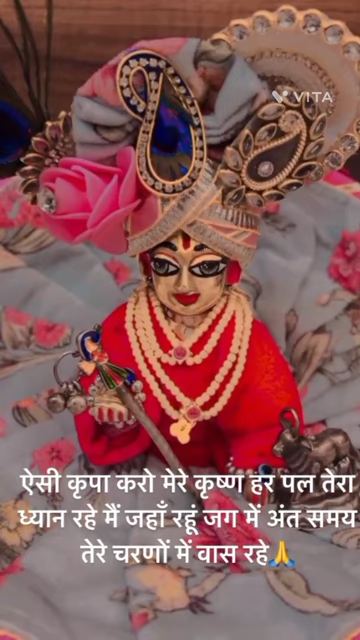 VITA
ऐसी कृपा करो मेरे कृष्ण हर पल तेरा
ध्यान रहे मैं जहाँ रहूं जग में अंत समय
तेरे चरणों में वास रहे🙏